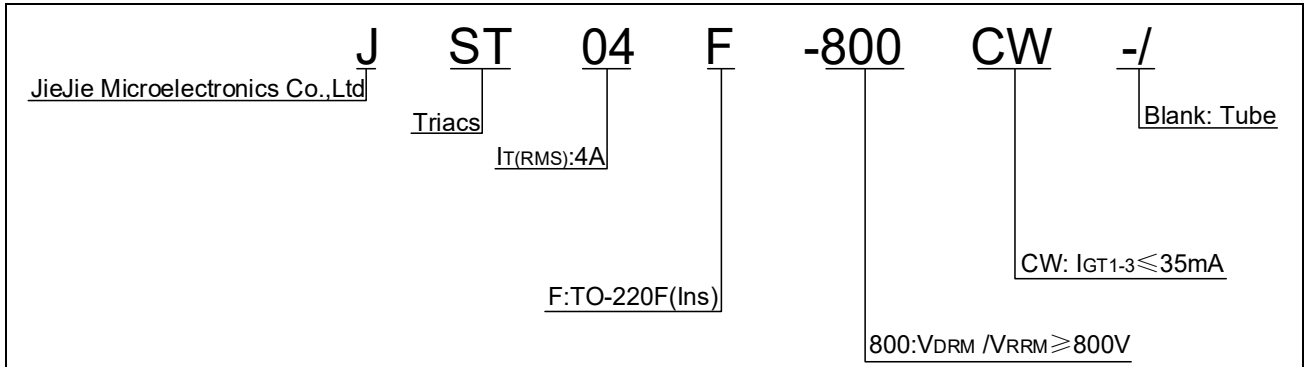 J ST 04 F -800 CW -/
JieJie Microelectronics Co.,Ltd
Blank: Tube
Triacs
IT(RMS):4A
CW: IGT1-3≤35mA
F:TO-220F(Ins)
800:VDRM /VRRM≥800V